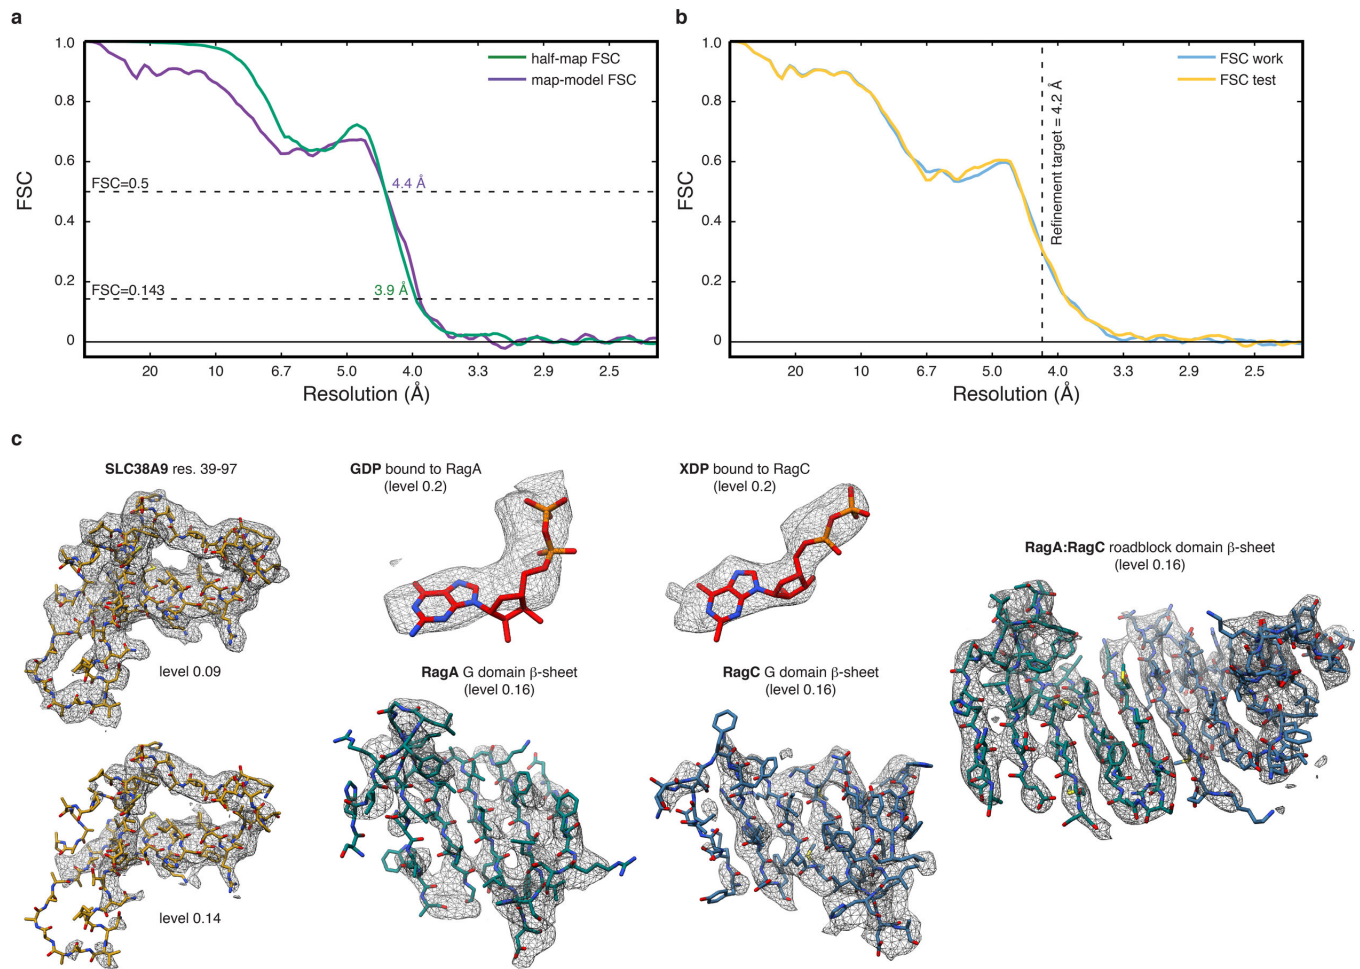 a
1.0
0.8
0.6
0.4
0.2
0
FSC
half-map FSC
map-model FSC
FSC=0.5
4.4 Å
FSC=0.143
3.9 Å
20 10 6.7 5.0 4.0 3.3 2.9 2.5
Resolution (Å)
b
1.0
0.8
0.6
0.4
0.2
0
FSC
FSC work
FSC test
Refinement target = 4.2 Å
20 10 6.7 5.0 4.0 3.3 2.9 2.5
Resolution (Å)
c
SLC38A9 res. 39-97
level 0.09
level 0.14
GDP bound to RagA
(level 0.2)
XDP bound to RagC
(level 0.2)
RagA G domain β-sheet
(level 0.16)
RagC G domain β-sheet
(level 0.16)
RagA:RagC roadblock domain β-sheet
(level 0.16)